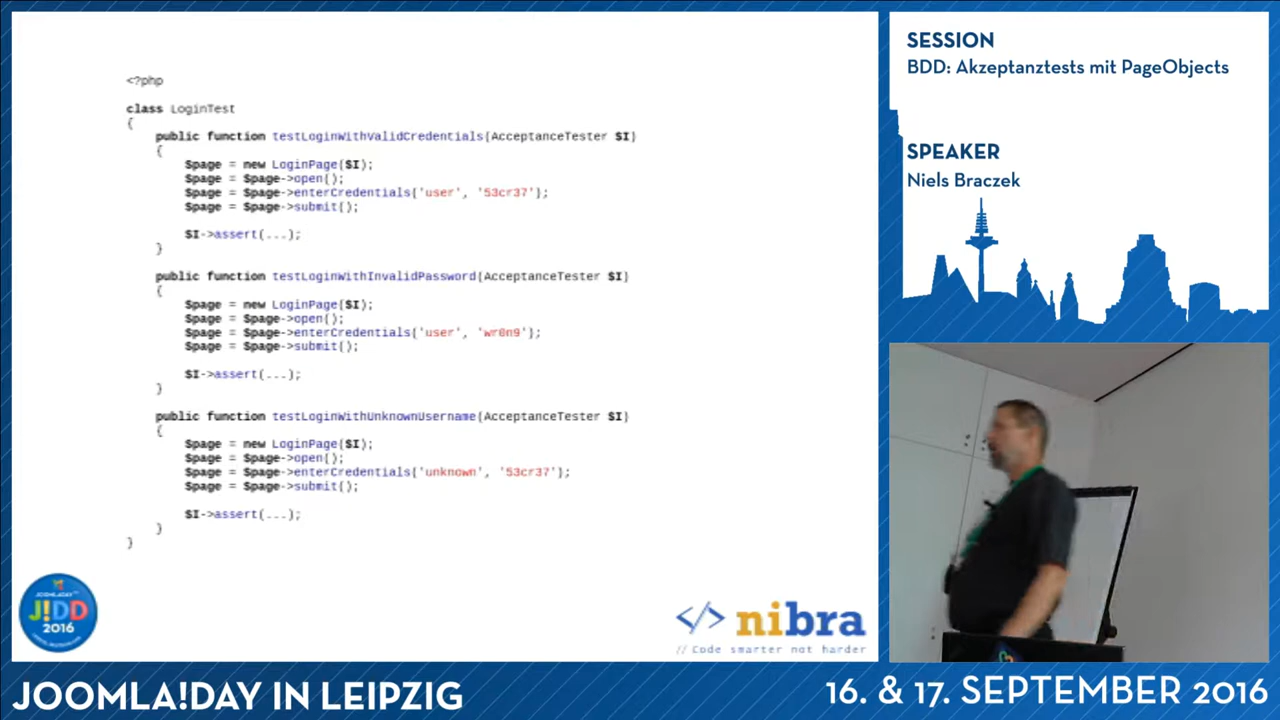 <?php
class LoginTest
{
public function testLoginWithValidCredentials(AcceptanceTester $I)
{
$page = new LoginPage($I);
$page = $page->open();
$page = $page->enterCredentials('user', '53cr37');
$page = $page->submit();
$I->assert(...);
}
public function testLoginWithInvalidPassword(AcceptanceTester $I)
{
$page = new LoginPage($I);
$page = $page->open();
$page = $page->enterCredentials('user', 'wr0n9');
$page = $page->submit();
$I->assert(...);
}
public function testLoginWithUnknownUsername(AcceptanceTester $I)
{
$page = new LoginPage($I);
$page = $page->open();
$page = $page->enterCredentials('unknown', '53cr37');
$page = $page->submit();
$I->assert(...);
}
}
JOOMLA!DAY
J!DD
2016
</> nibra
// Code smarter not harder
SESSION
BDD: Akzeptanztests mit PageObjects
SPEAKER
Niels Braczek
JOOMLA!DAY IN LEIPZIG
16. & 17. SEPTEMBER 2016